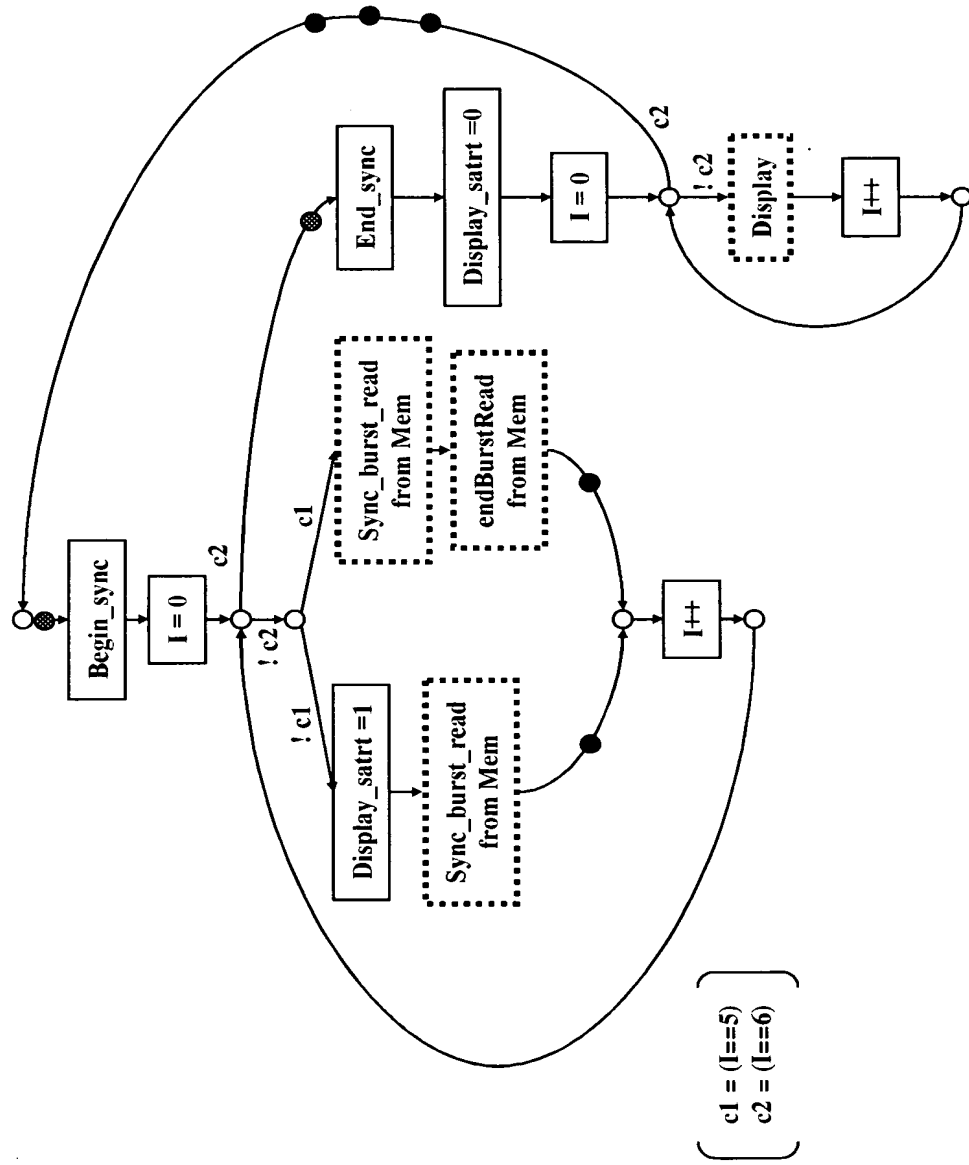 Begin_sync
I = 0
c2
! c2
! c1
c1
Display_satrt =1
Sync_burst_read
from Mem
Sync_burst_read
from Mem
endBurstRead
from Mem
I++
End_sync
Display_satrt =0
I = 0
c2
! c2
Display
I++
c1 = (I==5)
c2 = (I==6)